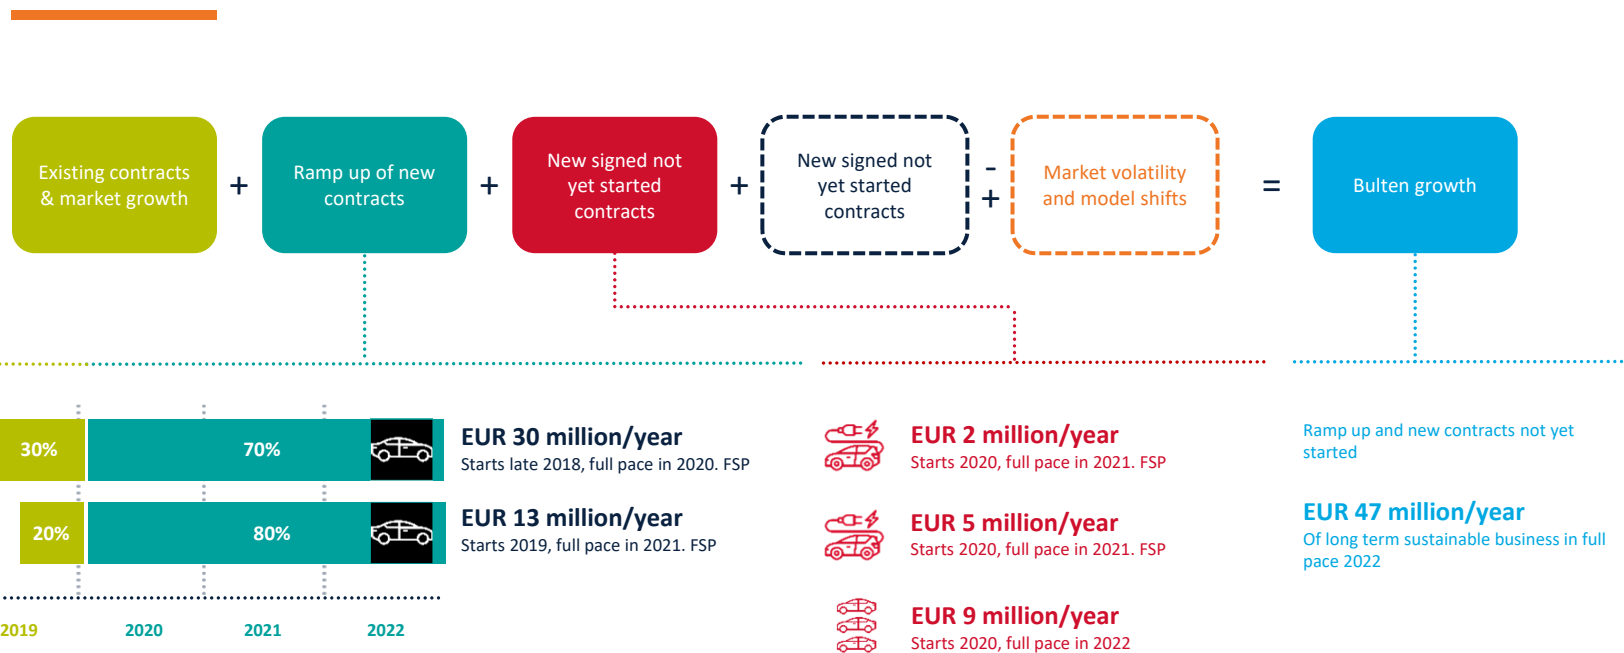 Existing contracts
& market growth
+
Ramp up of new
contracts
+
New signed not
yet started
contracts
+
New signed not
yet started
contracts
-
+
Market volatility
and model shifts
=
Bulten growth
30%
70%
EUR 30 million/year
Starts late 2018, full pace in 2020. FSP
20%
80%
EUR 13 million/year
Starts 2019, full pace in 2021. FSP
2019
2020
2021
2022
EUR 2 million/year
Starts 2020, full pace in 2021. FSP
EUR 5 million/year
Starts 2020, full pace in 2021. FSP
EUR 9 million/year
Starts 2020, full pace in 2022
Ramp up and new contracts not yet
started
EUR 47 million/year
Of long term sustainable business in full
pace 2022